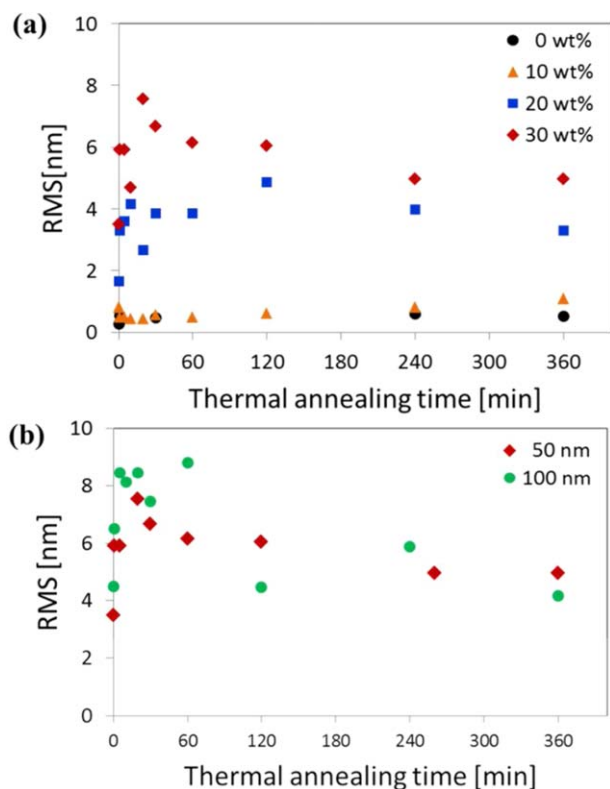 (a)
10
8
6
4
2
0
RMS[nm]
0 wt%
10 wt%
20 wt%
30 wt%
0 60 120 180 240 300 360
Thermal annealing time [min]
(b)
10
8
6
4
2
0
RMS [nm]
50 nm
100 nm
0 60 120 180 240 300 360
Thermal annealing time [min]